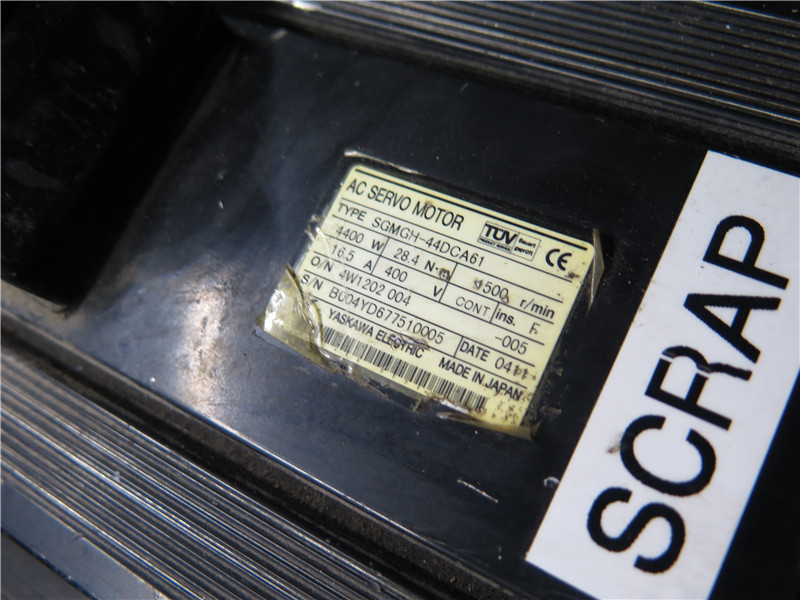 AC SERVO MOTOR TÜV CE
TYPE SGMGH-44DCA61
4400 W 28.4 N· 1500 r/min
16.5 A 400 V CONT ins. F
O/N 4W1202 004 -005
S/N BU04YD677510005 DATE 0411
YASKAWA ELECTRIC MADE IN JAPAN
SCRAP